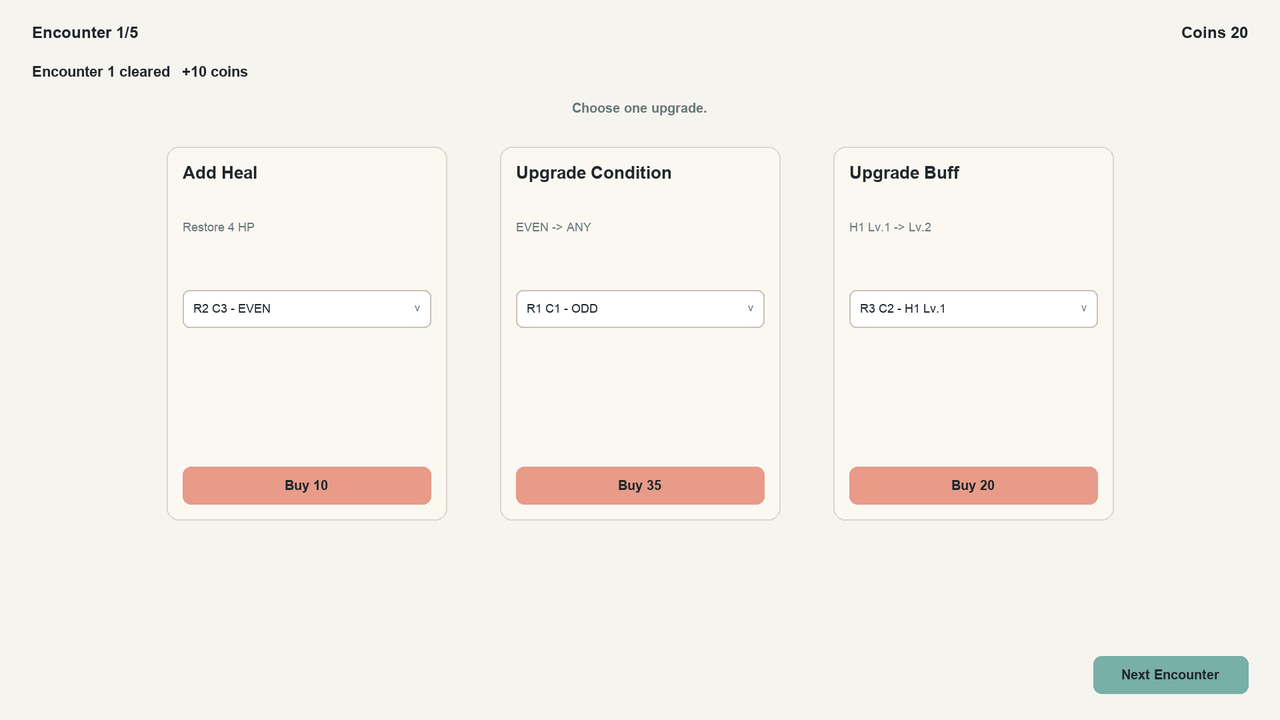 Encounter 1/5
Coins 20
Encounter 1 cleared +10 coins
Choose one upgrade.
Add Heal
Restore 4 HP
R2 C3 - EVEN v
Buy 10
Upgrade Condition
EVEN -> ANY
R1 C1 - ODD v
Buy 35
Upgrade Buff
H1 Lv.1 -> Lv.2
R3 C2 - H1 Lv.1 v
Buy 20
Next Encounter